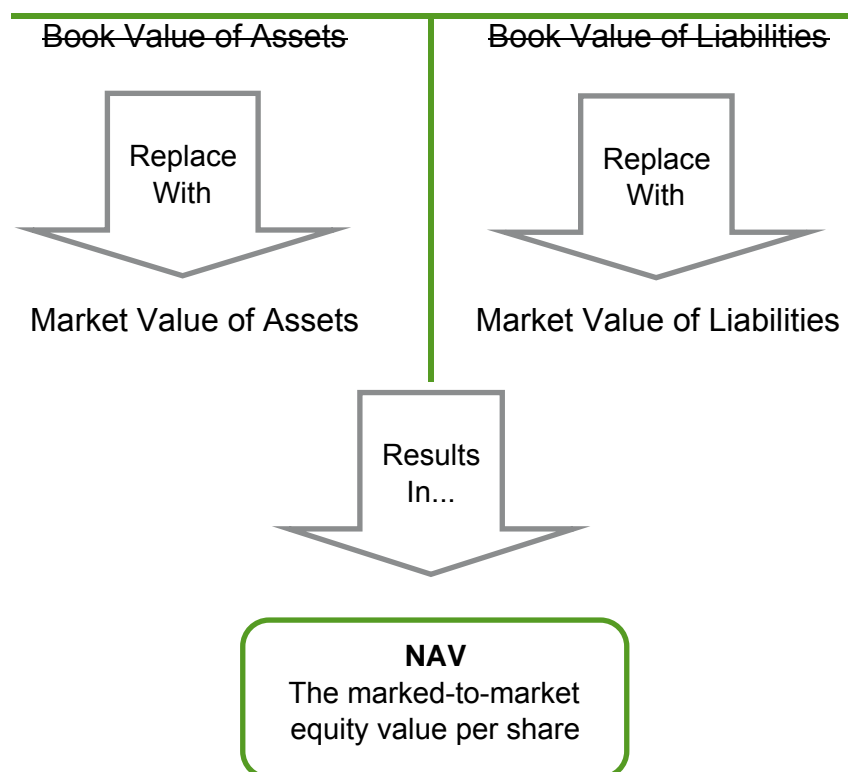 Book Value of Assets
Book Value of Liabilities
Replace
With
Replace
With
Market Value of Assets
Market Value of Liabilities
Results
In...
NAV
The marked-to-market
equity value per share